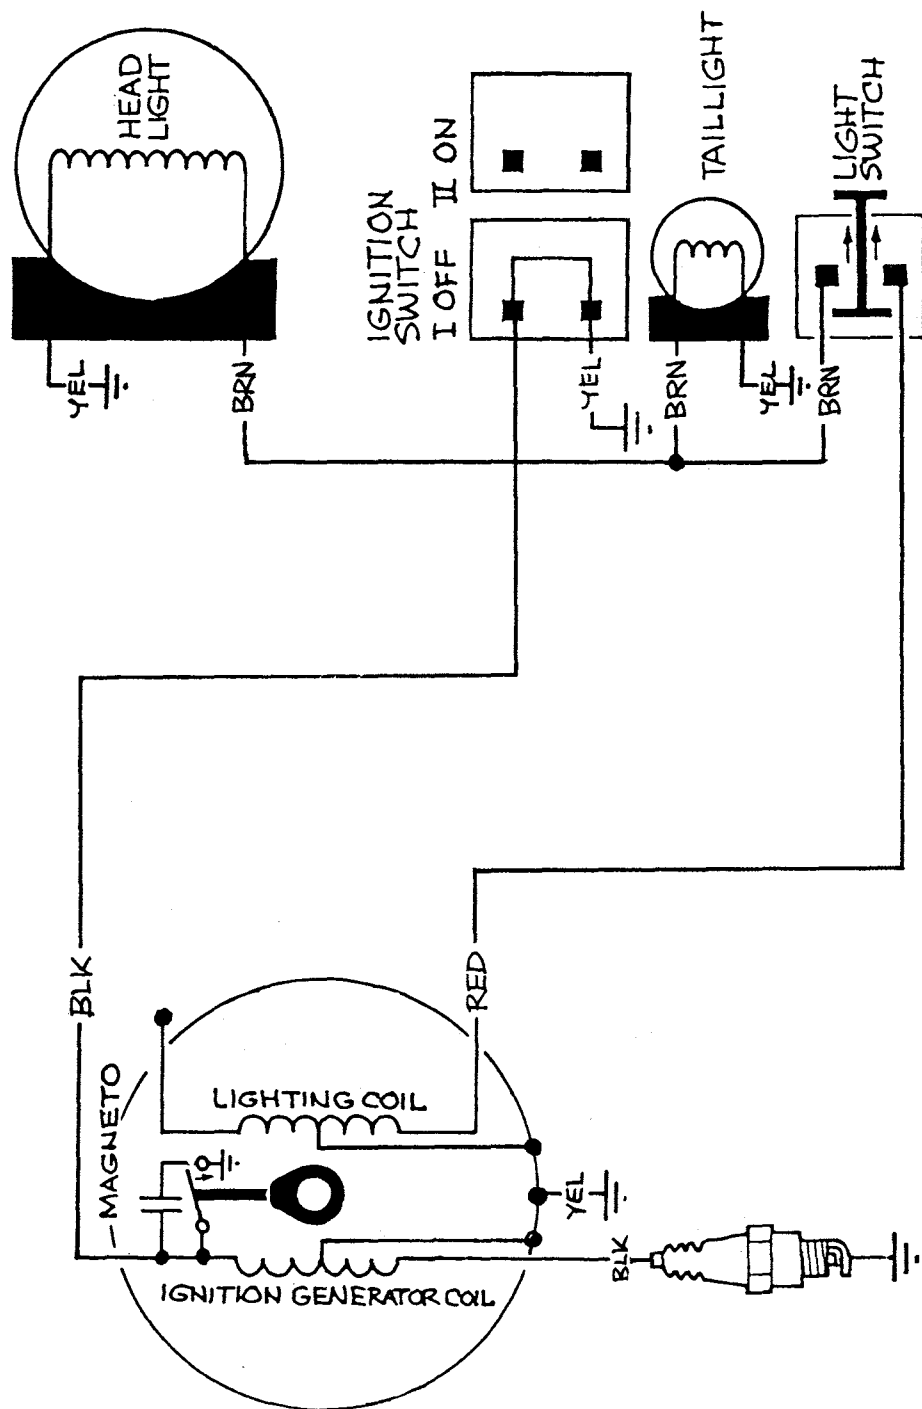 HEAD
LIGHT
YEL
BRN
IGNITION
SWITCH
I OFF
II ON
YEL
TAILLIGHT
BRN
YEL
LIGHT
SWITCH
BRN
BLK
RED
MAGNETO
LIGHTING COIL
YEL
IGNITION GENERATOR COIL
BLK